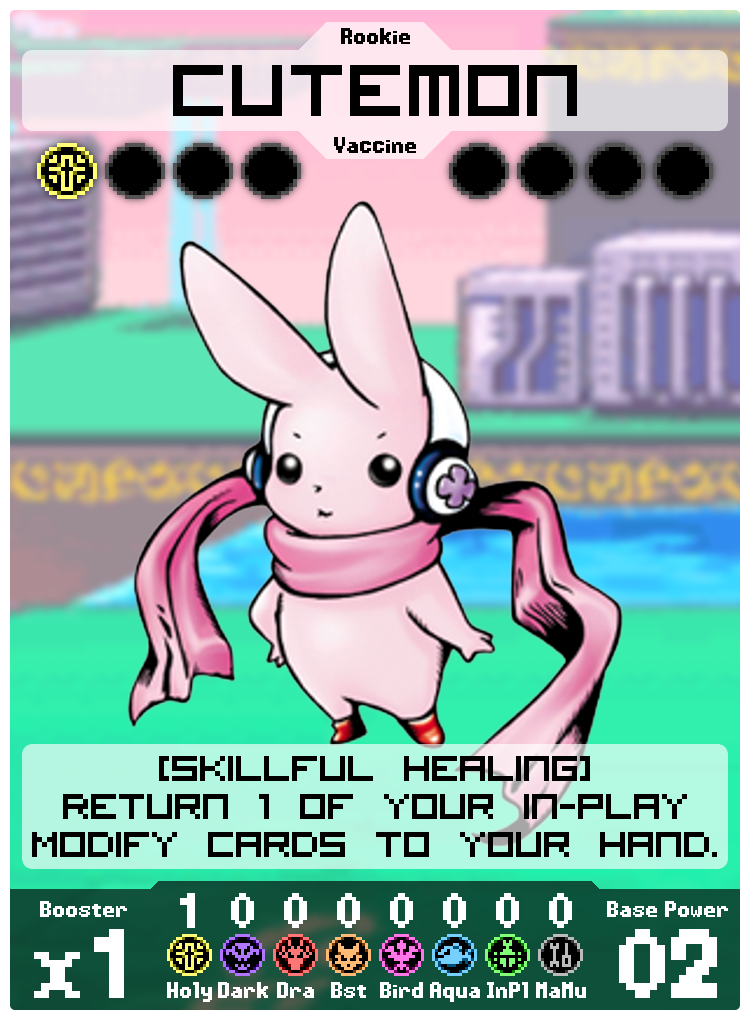 Rookie
CUTEMON
Vaccine
[SKILLFUL HEALING]
RETURN 1 OF YOUR IN-PLAY
MODIFY CARDS TO YOUR HAND.
Booster 1 0 0 0 0 0 0 0 Base Power
x1 02
Holy Dark Dra Bst Bird Aqua InPl MaMu